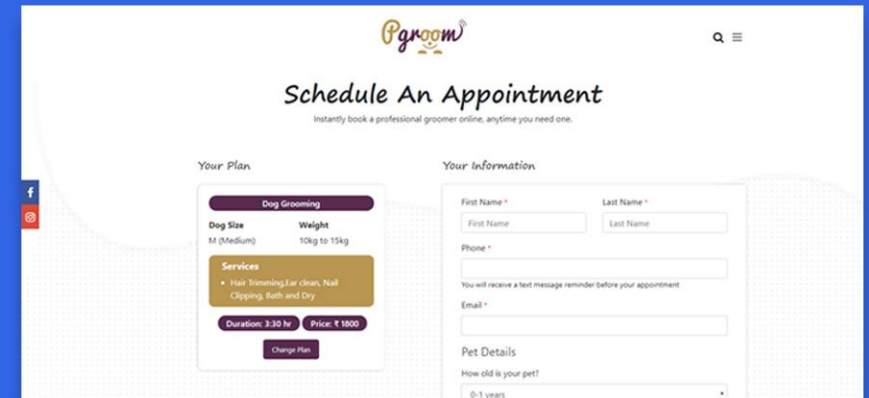 Pgroom
Schedule An Appointment
Instantly book a professional groomer online, anytime you need one.
Your Plan
Dog Grooming
Dog Size Weight
M (Medium) 10kg to 15kg
Services
• Hair Trimming,Ear clean, Nail
Clipping, Bath and Dry
Duration: 3:30 hr Price: ₹ 1800
Change Plan
Your Information
First Name * Last Name *
First Name Last Name
Phone *
You will receive a text message reminder before your appointment
Email *
Pet Details
How old is your pet?
0-1 years